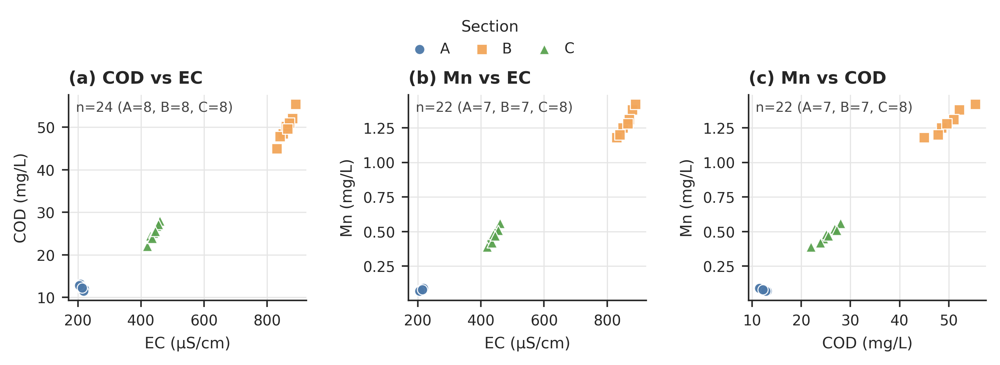 Section
A B C
(a) COD vs EC
n=24 (A=8, B=8, C=8)
COD (mg/L)
50
40
30
20
10
200 400 600 800
EC (µS/cm)
(b) Mn vs EC
n=22 (A=7, B=7, C=8)
Mn (mg/L)
1.25
1.00
0.75
0.50
0.25
200 400 600 800
EC (µS/cm)
(c) Mn vs COD
n=22 (A=7, B=7, C=8)
Mn (mg/L)
1.25
1.00
0.75
0.50
0.25
10 20 30 40 50
COD (mg/L)